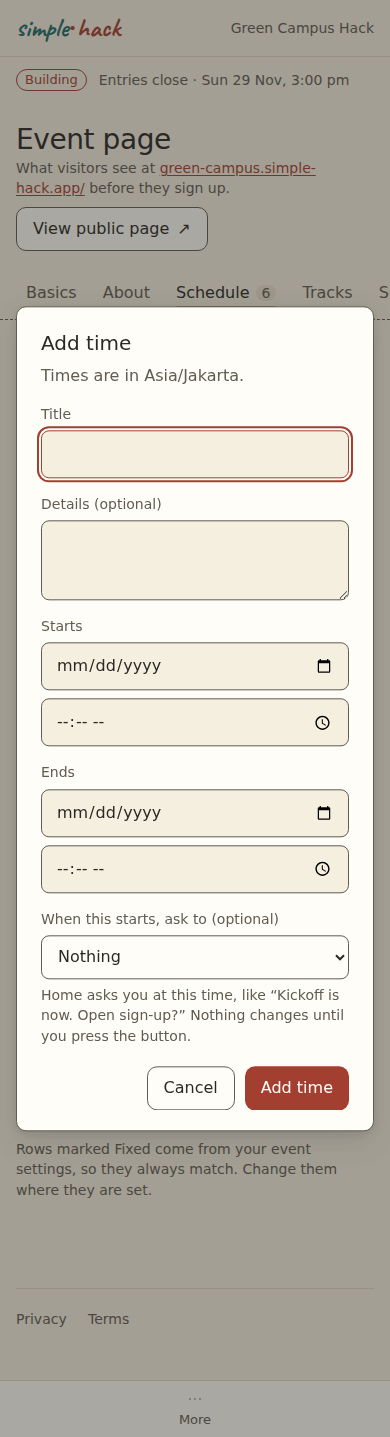 simple hack
Green Campus Hack
Building
Entries close · Sun 29 Nov, 3:00 pm
Event page
What visitors see at green-campus.simple-
hack.app/ before they sign up.
View public page ↗
Basics About Schedule 6 Tracks S
Add time
Times are in Asia/Jakarta.
Title
Details (optional)
Starts
mm/dd/yyyy
--:-- --
Ends
mm/dd/yyyy
--:-- --
When this starts, ask to (optional)
Nothing
Home asks you at this time, like “Kickoff is
now. Open sign-up?” Nothing changes until
you press the button.
Cancel
Add time
Rows marked Fixed come from your event
settings, so they always match. Change them
where they are set.
Privacy Terms
...
More